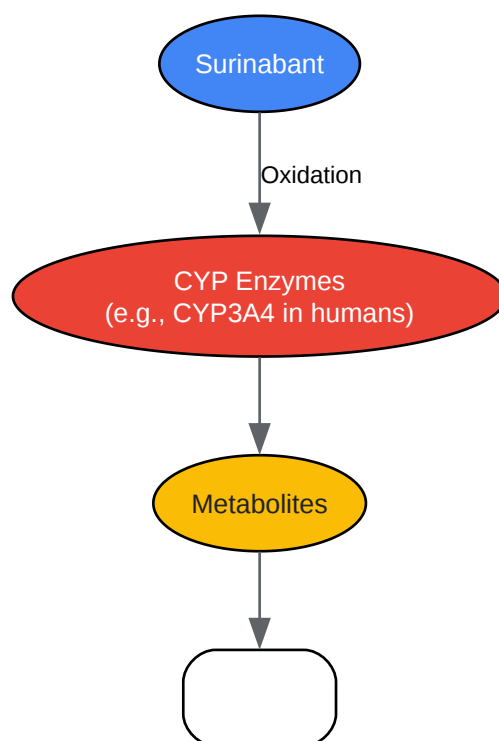 Surinabant
Oxidation
CYP Enzymes
(e.g., CYP3A4 in humans)
Metabolites